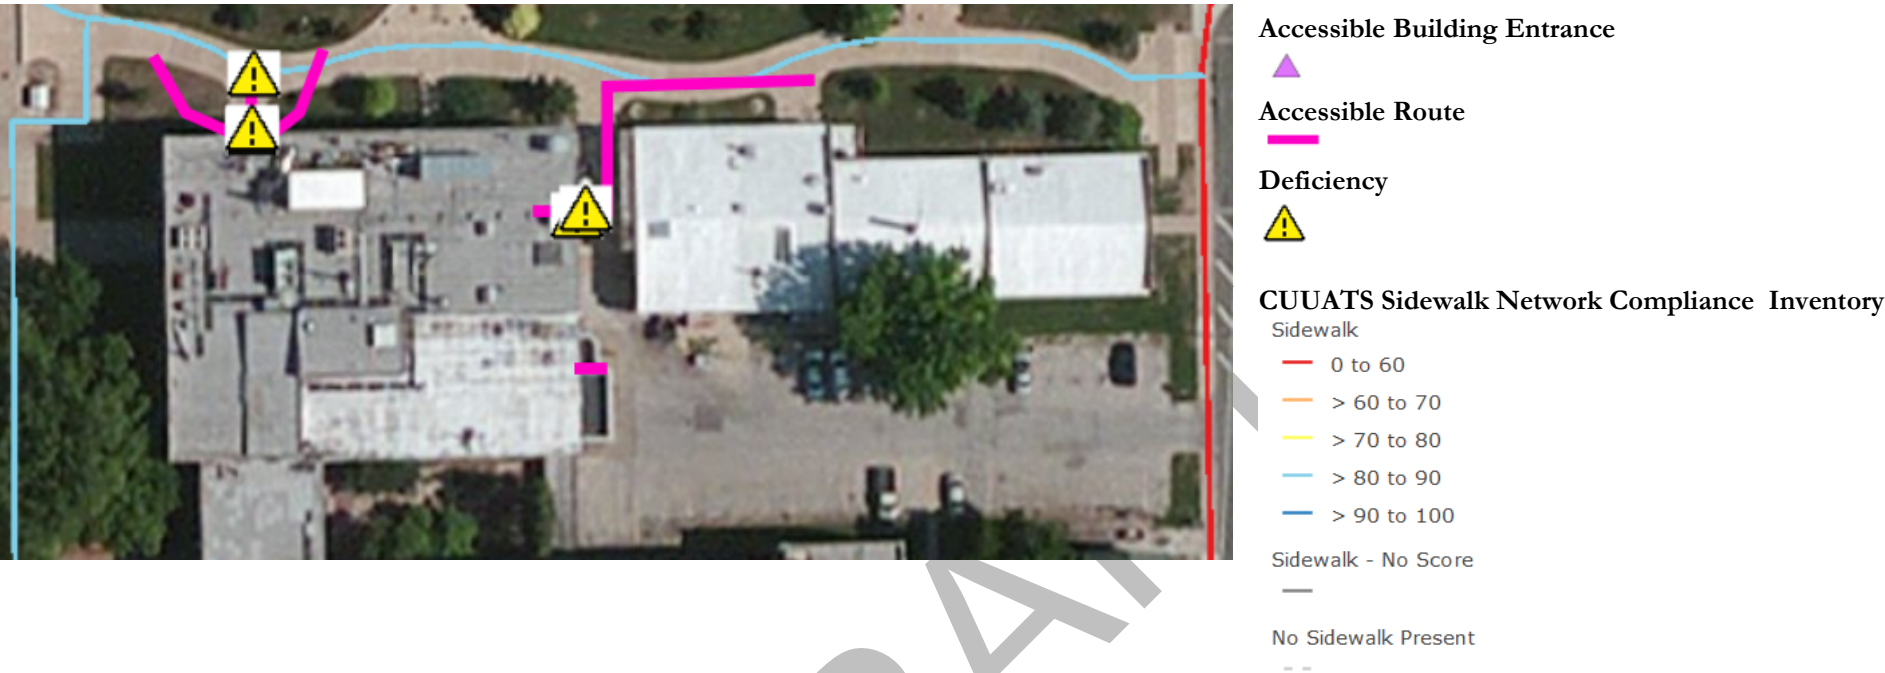 Accessible Building Entrance
Accessible Route
Deficiency
CUUATS Sidewalk Network Compliance Inventory
Sidewalk
0 to 60
> 60 to 70
> 70 to 80
> 80 to 90
> 90 to 100
Sidewalk - No Score
No Sidewalk Present